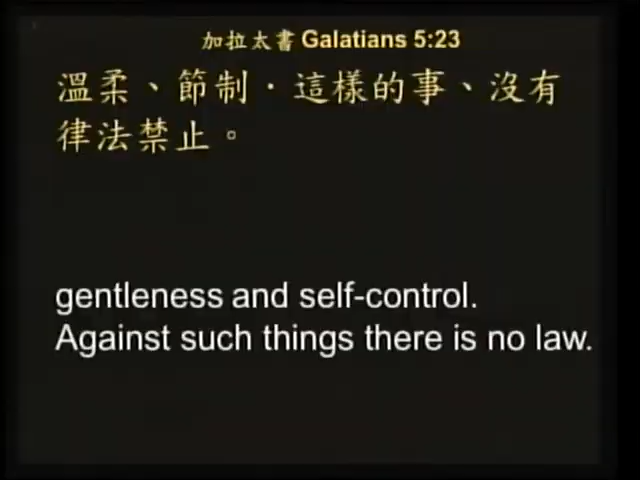 加拉太書 Galatians 5:23
溫柔、節制．這樣的事、沒有
律法禁止。
gentleness and self-control.
Against such things there is no law.